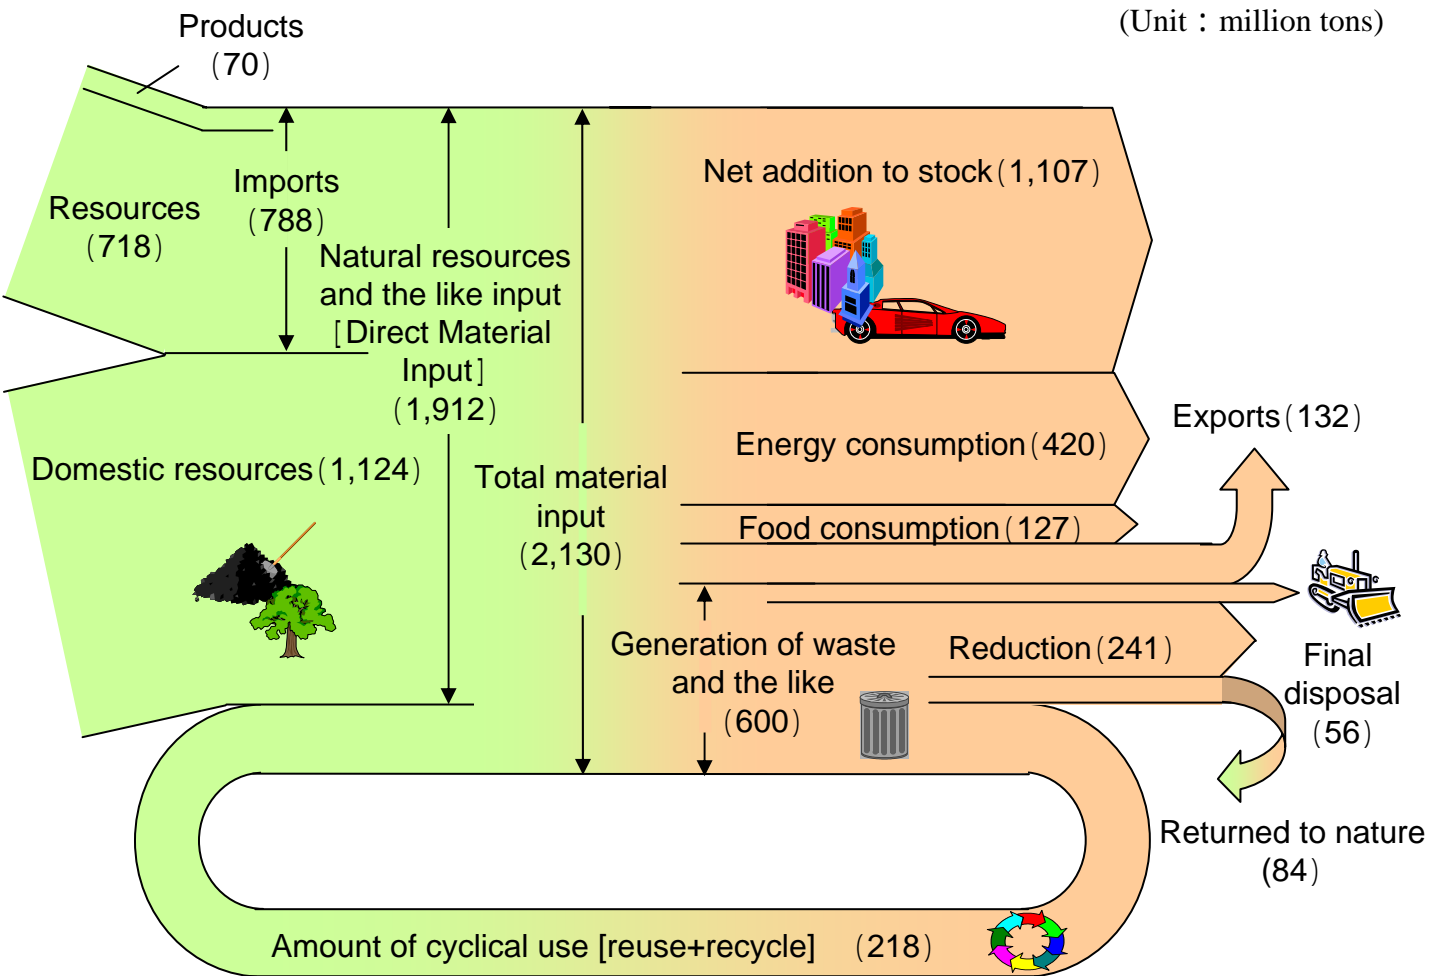 (Unit：million tons)
Products
(70)
Resources
(718)
Imports
(788)
Natural resources
and the like input
[Direct Material
Input]
(1,912)
Net addition to stock(1,107)
Domestic resources(1,124)
Total material
input
(2,130)
Energy consumption(420)
Exports(132)
Food consumption(127)
Generation of waste
and the like
(600)
Reduction(241)
Final
disposal
(56)
Returned to nature
(84)
Amount of cyclical use [reuse+recycle] (218)